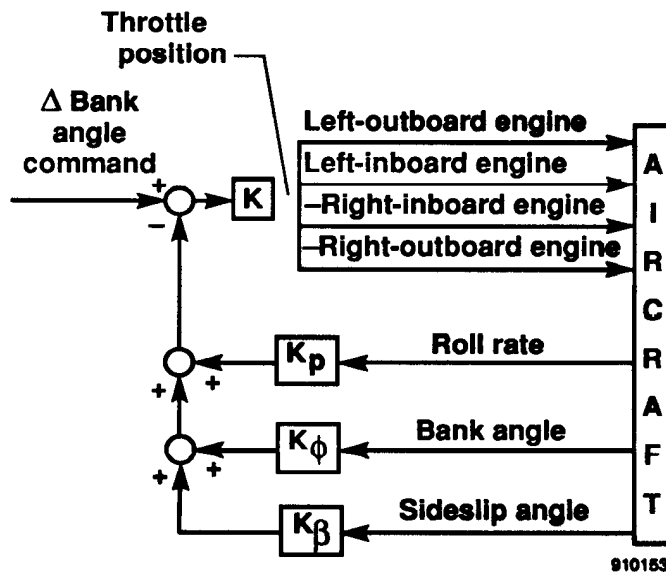 Throttle
position
Δ Bank
angle
command
+
−
K
Left-outboard engine
Left-inboard engine
–Right-inboard engine
–Right-outboard engine
A
I
R
C
R
A
F
T
Kp
Roll rate
+
+
Kϕ
Bank angle
+
+
Kβ
Sideslip angle
910153